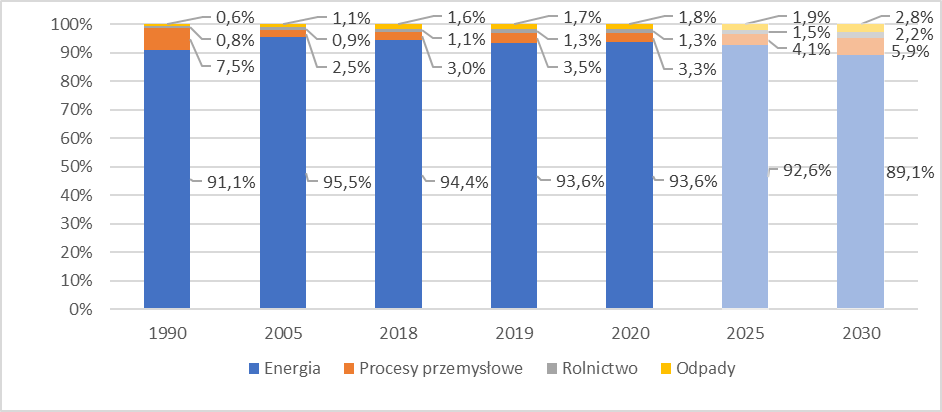 100% 0,6% 1,1% 1,6% 1,7% 1,8% 1,9% 2,8%
90% 0,8% 0,9% 1,1% 1,3% 1,3% 1,5% 2,2%
80% 7,5% 2,5% 3,0% 3,5% 3,3% 4,1% 5,9%
70%
60%
50% 91,1% 95,5% 94,4% 93,6% 93,6% 92,6% 89,1%
40%
30%
20%
10%
0%
1990 2005 2018 2019 2020 2025 2030
Energia Procesy przemysłowe Rolnictwo Odpady